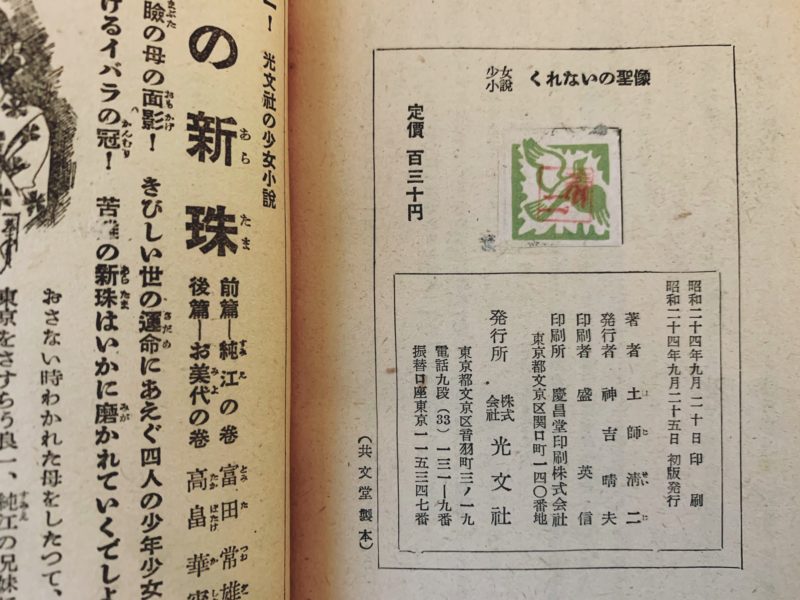 少女小説 くれないの聖像
定價 百三十円
昭和二十四年九月二十日印刷
昭和二十四年九月二十五日初版発行
著者 土師清二
発行者 神吉晴夫
印刷者 盛英信
印刷所 慶昌堂印刷株式会社
東京都文京区関口町一四〇番地
発行所 株式会社 光文社
東京都文京区音羽町三ノ一九
電話九段(33)一三一—九番
振替口座東京一一五三四七番
(共文堂製本)
! 光文社の少女小説
の新珠
前篇—純江の巻 富田常雄
後篇—お美代の巻 高畠華
瞼の母の面影! きびしい世の運命にあえぐ四人の少年少女
けるイバラの冠! 苦の新珠はいかに磨かれていくでしよ
おさない時わかれた母をしたつて、
東京をさすらう良一、純江の兄妹